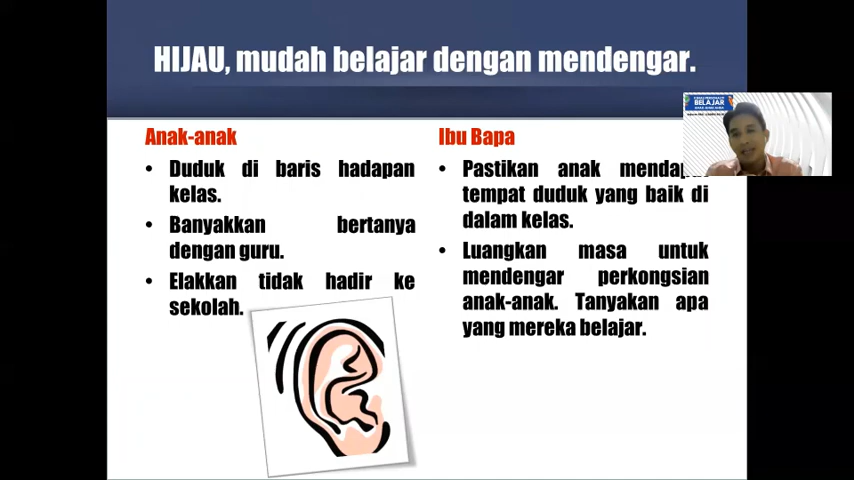 HIJAU, mudah belajar dengan mendengar.
Anak-anak
• Duduk di baris hadapan
kelas.
• Banyakkan bertanya
dengan guru.
• Elakkan tidak hadir ke
sekolah.
Ibu Bapa
• Pastikan anak
tempat duduk yang baik di
dalam kelas.
• Luangkan masa untuk
mendengar perkongsian
anak-anak. Tanyakan apa
yang mereka belajar.
BELAJAR